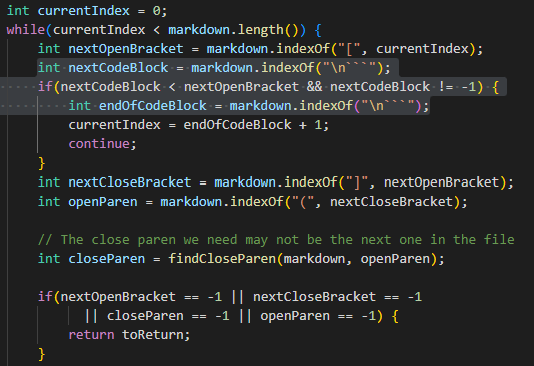 int currentIndex = 0;
while(currentIndex < markdown.length()) {
    int nextOpenBracket = markdown.indexOf("[", currentIndex);
    int nextCodeBlock = markdown.indexOf("\n```");
    if(nextCodeBlock < nextOpenBracket && nextCodeBlock != -1) {
        int endOfCodeBlock = markdown.indexOf("\n```");
        currentIndex = endOfCodeBlock + 1;
        continue;
    }
    int nextCloseBracket = markdown.indexOf("]", nextOpenBracket);
    int openParen = markdown.indexOf("(", nextCloseBracket);

    // The close paren we need may not be the next one in the file
    int closeParen = findCloseParen(markdown, openParen);

    if(nextOpenBracket == -1 || nextCloseBracket == -1
          || closeParen == -1 || openParen == -1) {
        return toReturn;
    }